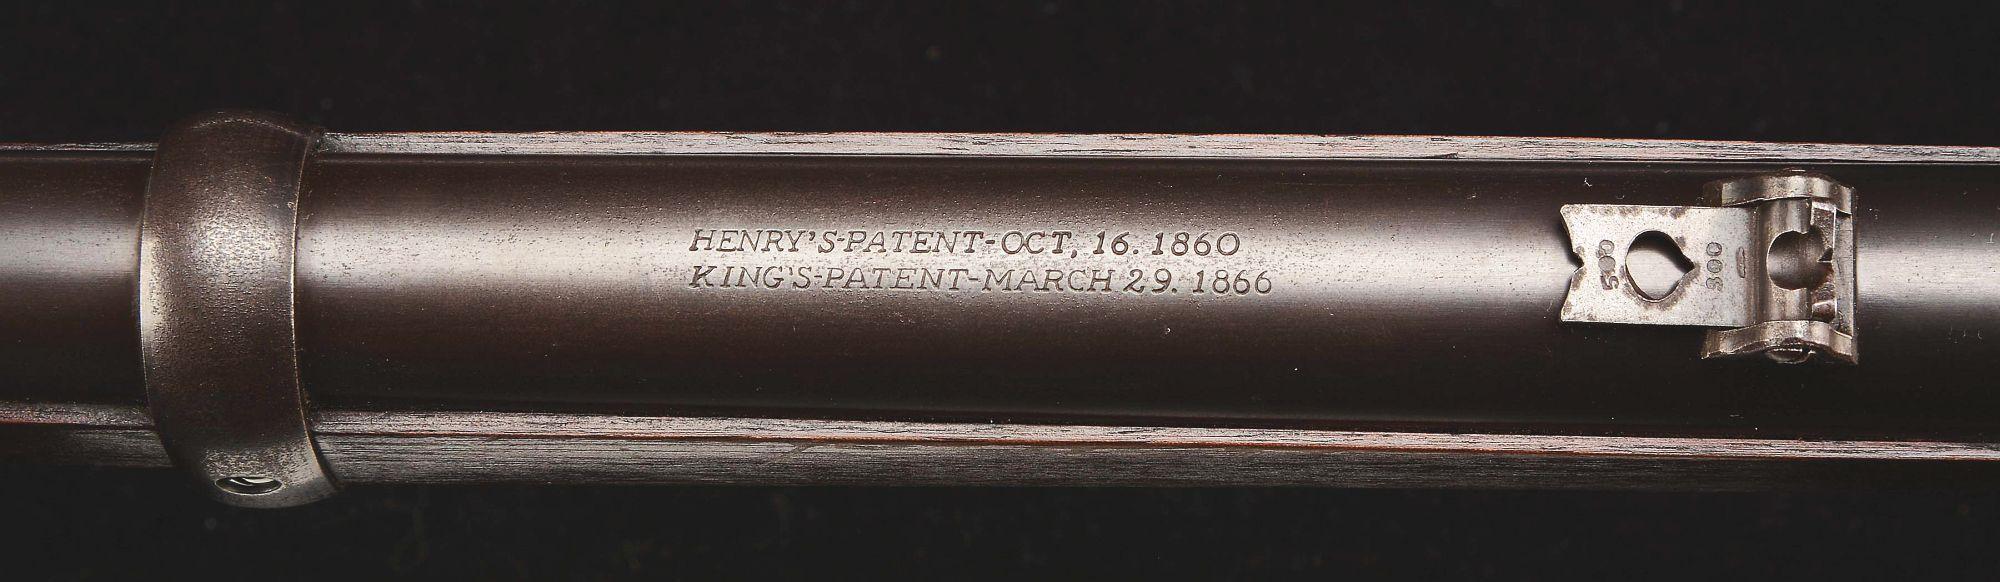 HENRY'S-PATENT-OCT, 16. 1860
KING'S-PATENT-MARCH 29. 1866
500
300